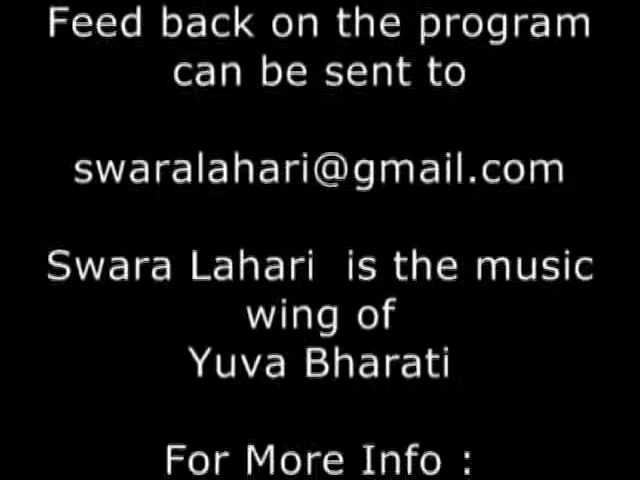 Feed back on the program
can be sent to
swaralahari@gmail.com
Swara Lahari  is the music
wing of
Yuva Bharati
For More Info :